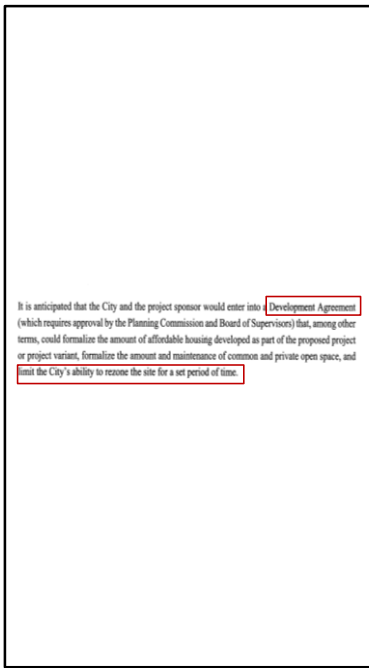 It is anticipated that the City and the project sponsor would enter into a Development Agreement
(which requires approval by the Planning Commission and Board of Supervisors) that, among other
terms, could formalize the amount of affordable housing developed as part of the proposed project
or project variant, formalize the amount and maintenance of common and private open space, and
limit the City's ability to rezone the site for a set period of time.